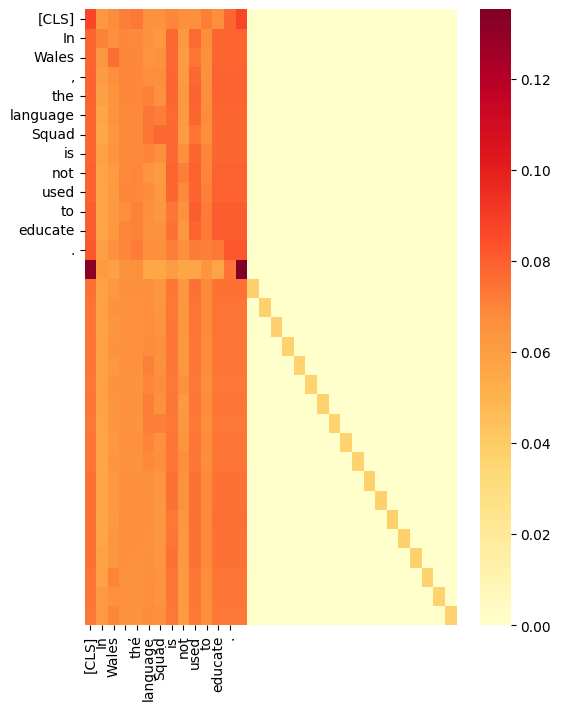 [CLS]
In
Wales
,
the
language
Squad
is
not
used
to
educate
.
[CLS]
In
Wales
,
the
language
Squad
is
not
used
to
educate
.
0.12
0.10
0.08
0.06
0.04
0.02
0.00